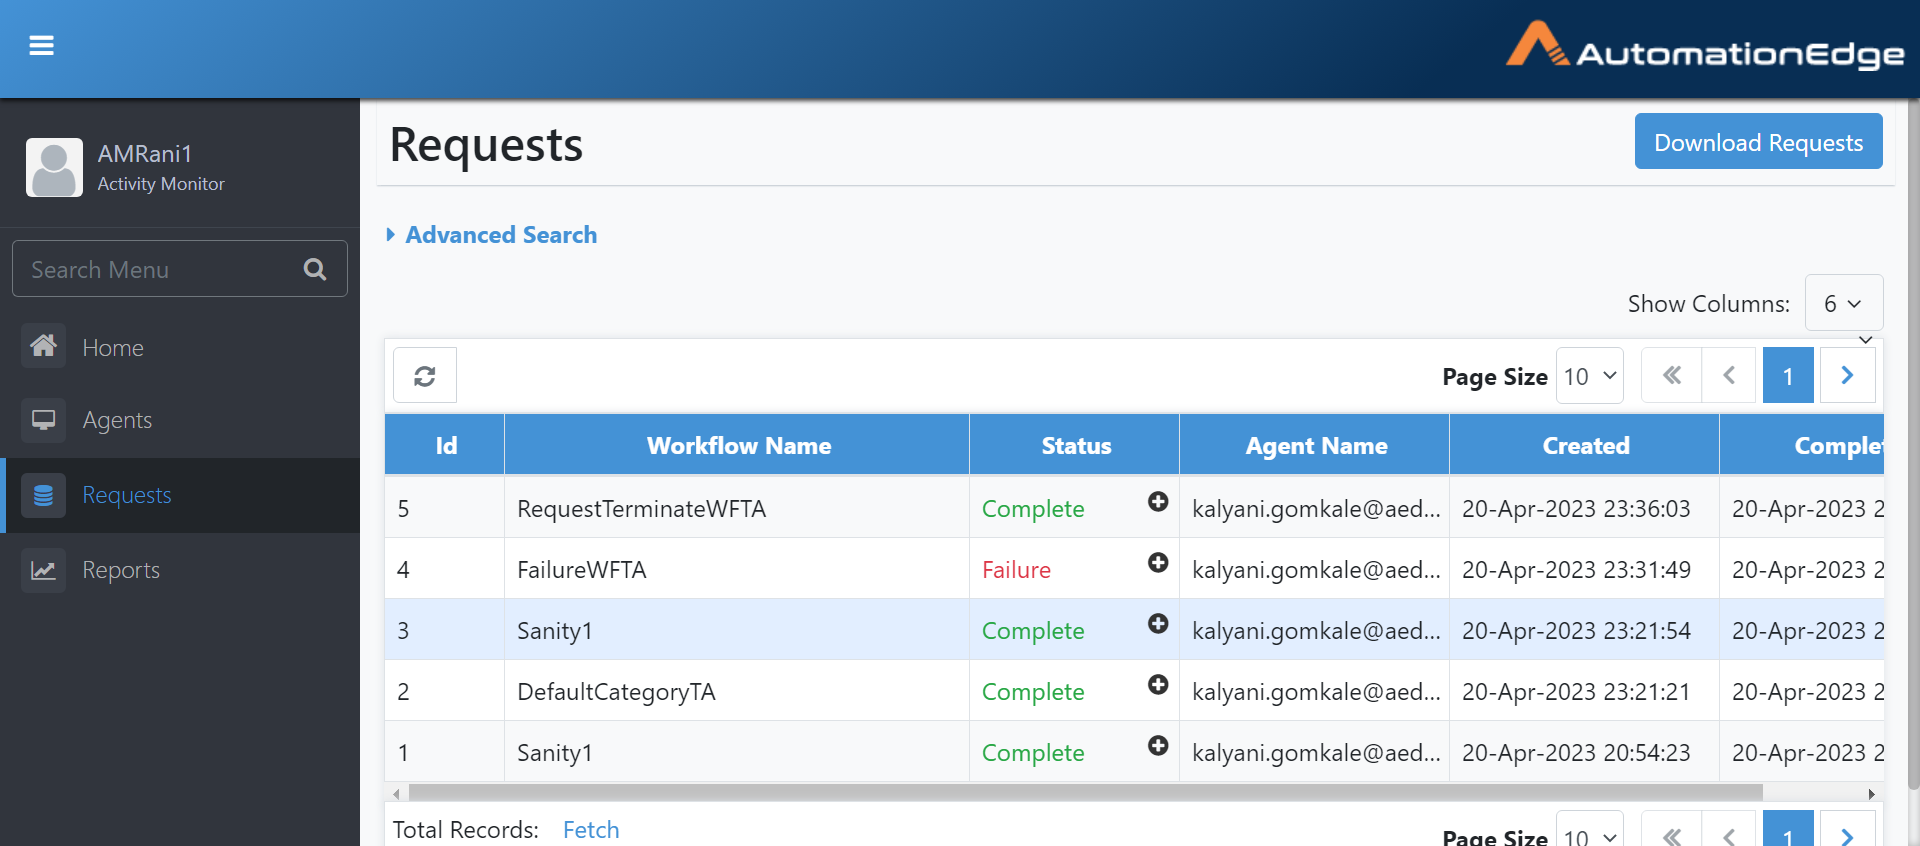 AutomationEdge
AMRani1
Activity Monitor
Search Menu
Home
Agents
Requests
Reports
Requests
Download Requests
Advanced Search
Show Columns: 6
Page Size 10 1
Id Workflow Name Status Agent Name Created Complet
5 RequestTerminateWFTA Complete kalyani.gomkale@aed... 20-Apr-2023 23:36:03 20-Apr-2023 2
4 FailureWFTA Failure kalyani.gomkale@aed... 20-Apr-2023 23:31:49 20-Apr-2023 2
3 Sanity1 Complete kalyani.gomkale@aed... 20-Apr-2023 23:21:54 20-Apr-2023 2
2 DefaultCategoryTA Complete kalyani.gomkale@aed... 20-Apr-2023 23:21:21 20-Apr-2023 2
1 Sanity1 Complete kalyani.gomkale@aed... 20-Apr-2023 20:54:23 20-Apr-2023 2
Total Records: Fetch
Page Size 10 1